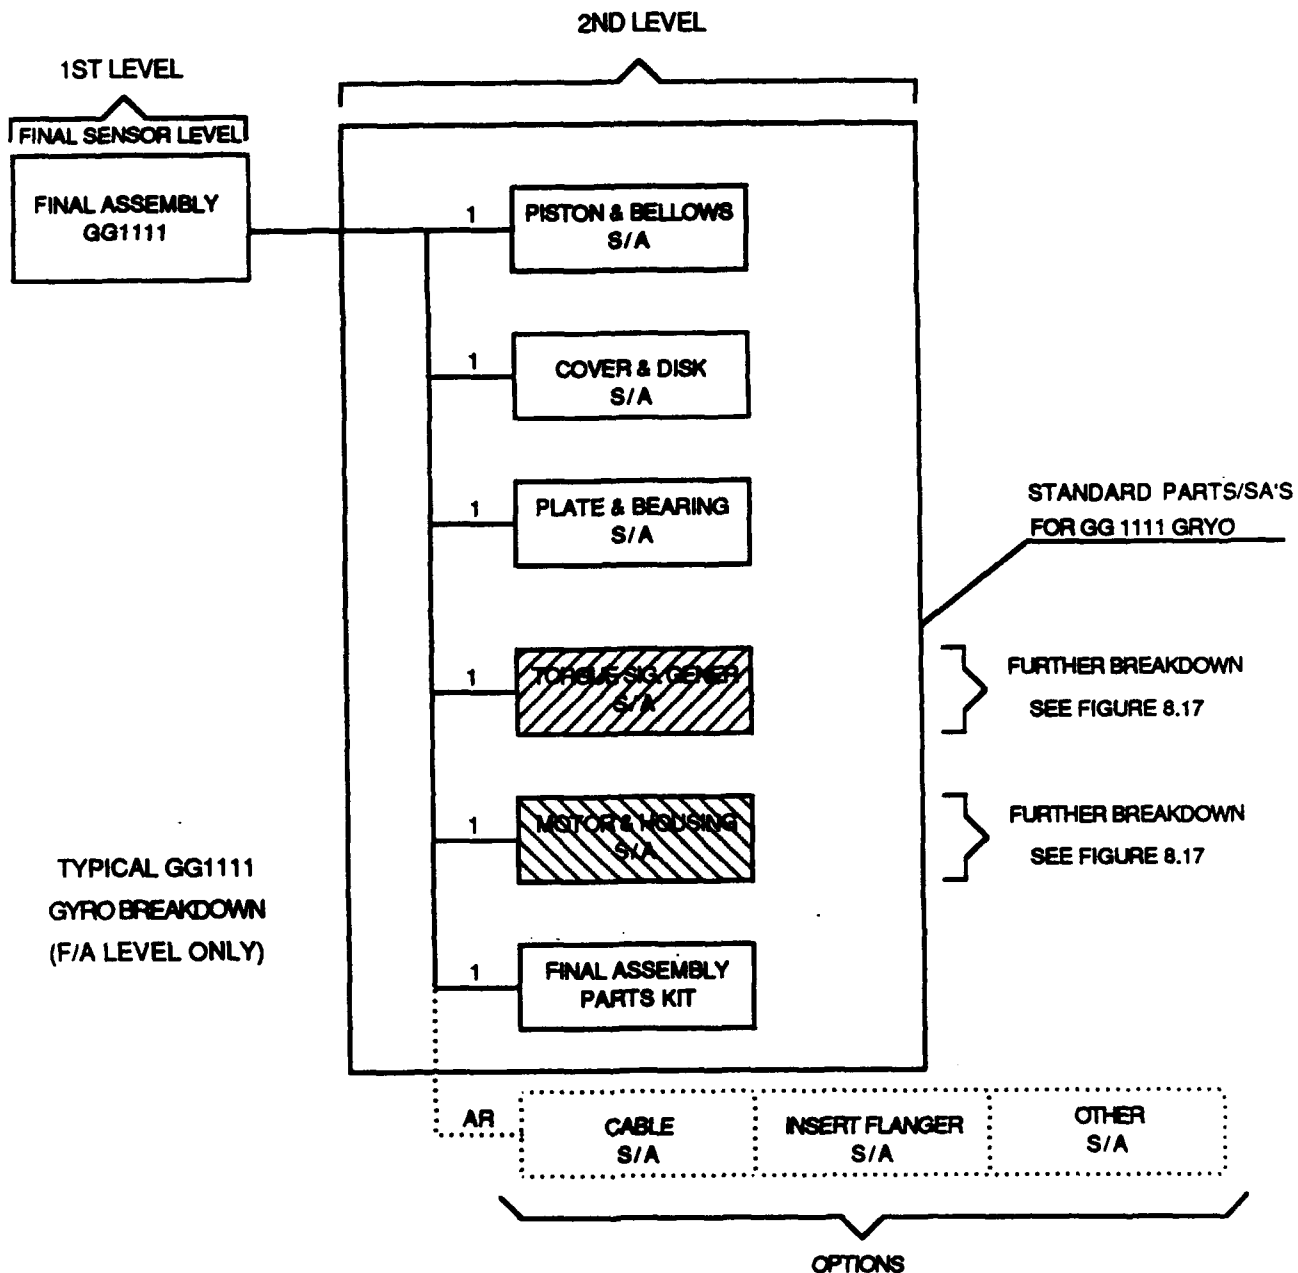 2ND LEVEL
1ST LEVEL
FINAL SENSOR LEVEL
FINAL ASSEMBLY
GG1111
1
PISTON & BELLOWS
S/A
1
COVER & DISK
S/A
1
PLATE & BEARING
S/A
STANDARD PARTS/SA'S
FOR GG 1111 GRYO
1
TORQUE SIG. GENER
S/A
FURTHER BREAKDOWN
SEE FIGURE 8.17
1
MOTOR & HOUSING
S/A
FURTHER BREAKDOWN
SEE FIGURE 8.17
TYPICAL GG1111
GYRO BREAKDOWN
(F/A LEVEL ONLY)
1
FINAL ASSEMBLY
PARTS KIT
AR
CABLE
S/A
INSERT FLANGER
S/A
OTHER
S/A
OPTIONS